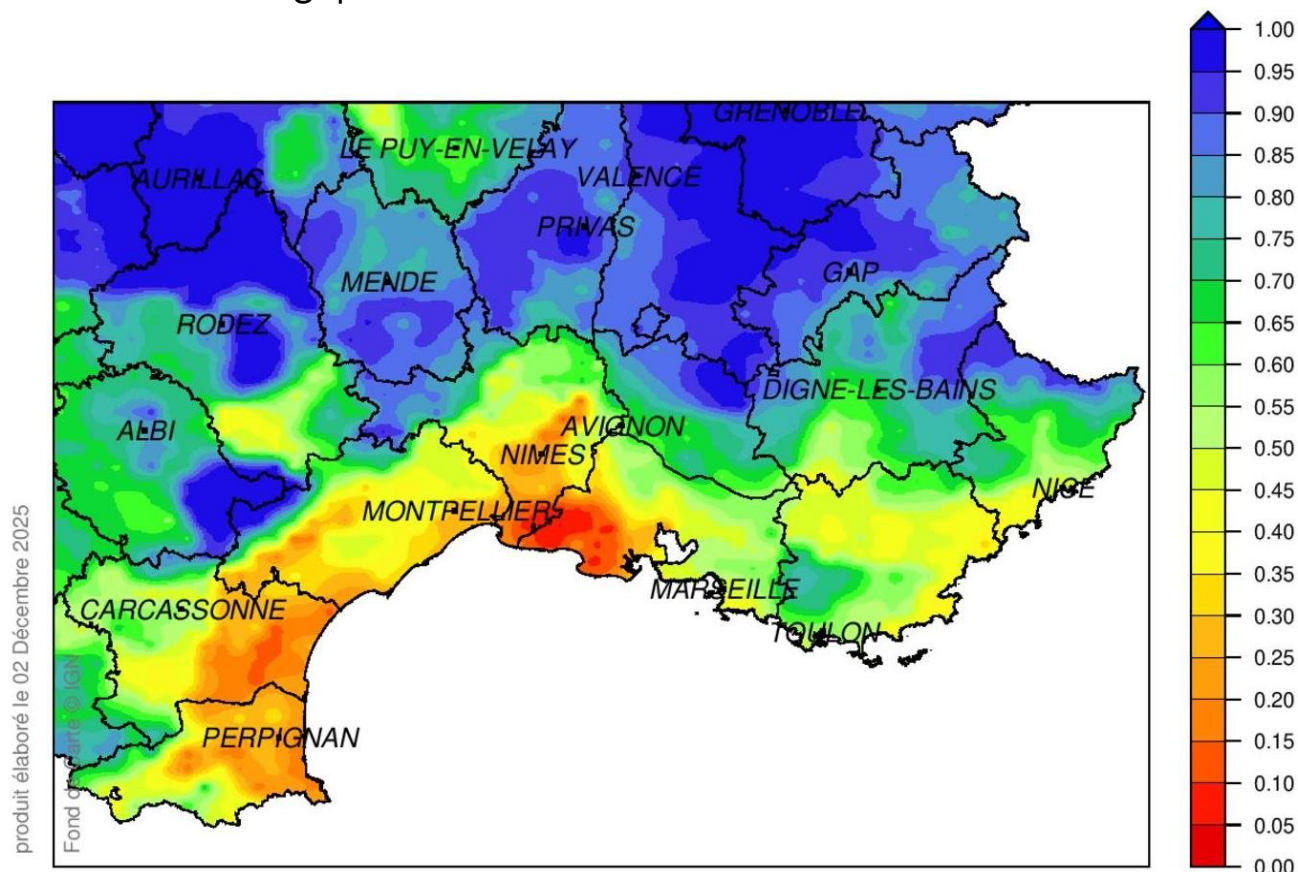 1.00
0.95
0.90
0.85
0.80
0.75
0.70
0.65
0.60
0.55
0.50
0.45
0.40
0.35
0.30
0.25
0.20
0.15
0.10
0.05
0.00
GRENOBLE
LE PUY-EN-VELAY
AURILLAC
VALENCE
PRIVAS
MENDE
GAP
RODEZ
DIGNE-LES-BAINS
ALBI
AVIGNON
NIMES
NICE
MONTPELLIER
MARSEILLE
CARCASSONNE
TOULON
PERPIGNAN
produit élaboré le 02 Décembre 2025
Fond de carte © IGN